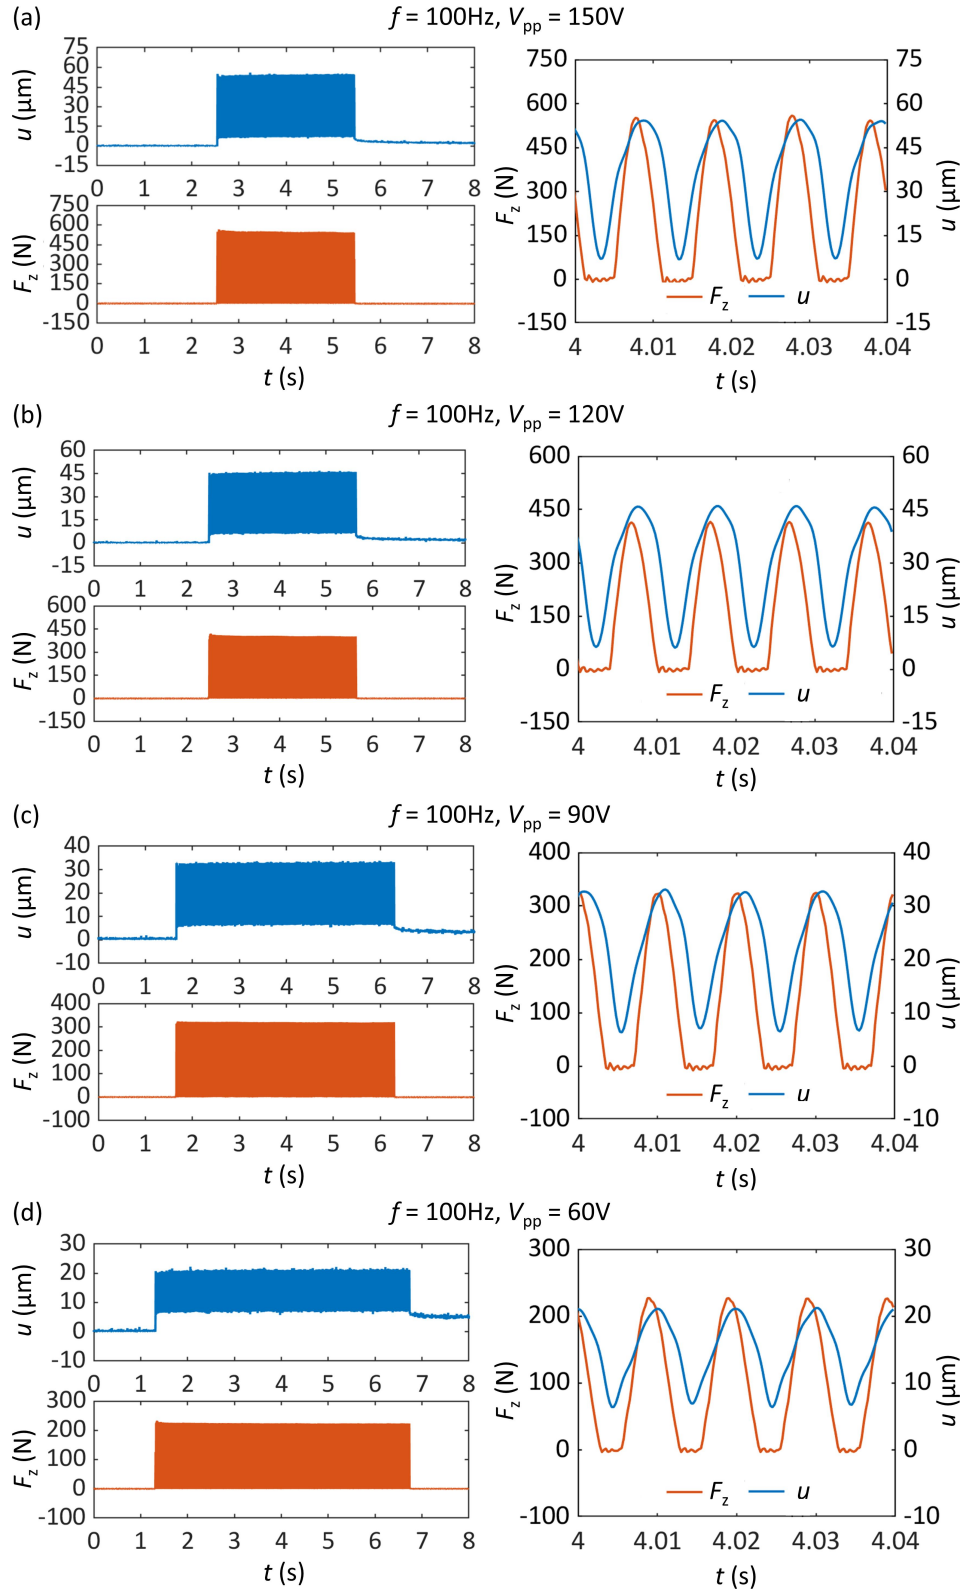 (a)
f = 100Hz, Vpp = 150V
75
60
45
30
15
0
-15
u (μm)
0 1 2 3 4 5 6 7 8
750
600
450
300
150
0
-150
Fz (N)
0 1 2 3 4 5 6 7 8
t (s)
750
600
450
300
150
0
-150
Fz (N)
75
60
45
30
15
0
-15
u (μm)
Fz u
4 4.01 4.02 4.03 4.04
t (s)
(b)
f = 100Hz, Vpp = 120V
60
45
30
15
0
-15
u (μm)
0 1 2 3 4 5 6 7 8
600
450
300
150
0
-150
Fz (N)
0 1 2 3 4 5 6 7 8
t (s)
600
450
300
150
0
-150
Fz (N)
60
45
30
15
0
-15
u (μm)
Fz u
4 4.01 4.02 4.03 4.04
t (s)
(c)
f = 100Hz, Vpp = 90V
40
30
20
10
0
-10
u (μm)
0 1 2 3 4 5 6 7 8
400
300
200
100
0
-100
Fz (N)
0 1 2 3 4 5 6 7 8
t (s)
400
300
200
100
0
-100
Fz (N)
40
30
20
10
0
-10
u (μm)
Fz u
4 4.01 4.02 4.03 4.04
t (s)
(d)
f = 100Hz, Vpp = 60V
30
20
10
0
-10
u (μm)
0 1 2 3 4 5 6 7 8
300
200
100
0
-100
Fz (N)
0 1 2 3 4 5 6 7 8
t (s)
300
200
100
0
-100
Fz (N)
30
20
10
0
-10
u (μm)
Fz u
4 4.01 4.02 4.03 4.04
t (s)